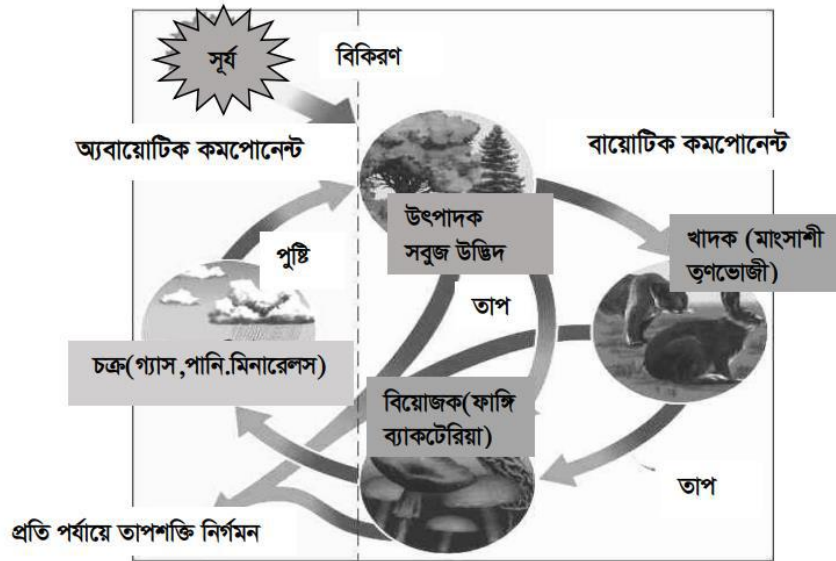 সূর্য
বিকিরণ
অ্যবায়োটিক কমপোনেন্ট
বায়োটিক কমপোনেন্ট
উৎপাদক
সবুজ উদ্ভিদ
খাদক (মাংসাশী
তৃণভোজী)
পুষ্টি
তাপ
চক্র(গ্যাস,পানি.মিনারেলস)
বিয়োজক(ফাঙ্গি
ব্যাকটেরিয়া)
তাপ
প্রতি পর্যায়ে তাপশক্তি নির্গমন